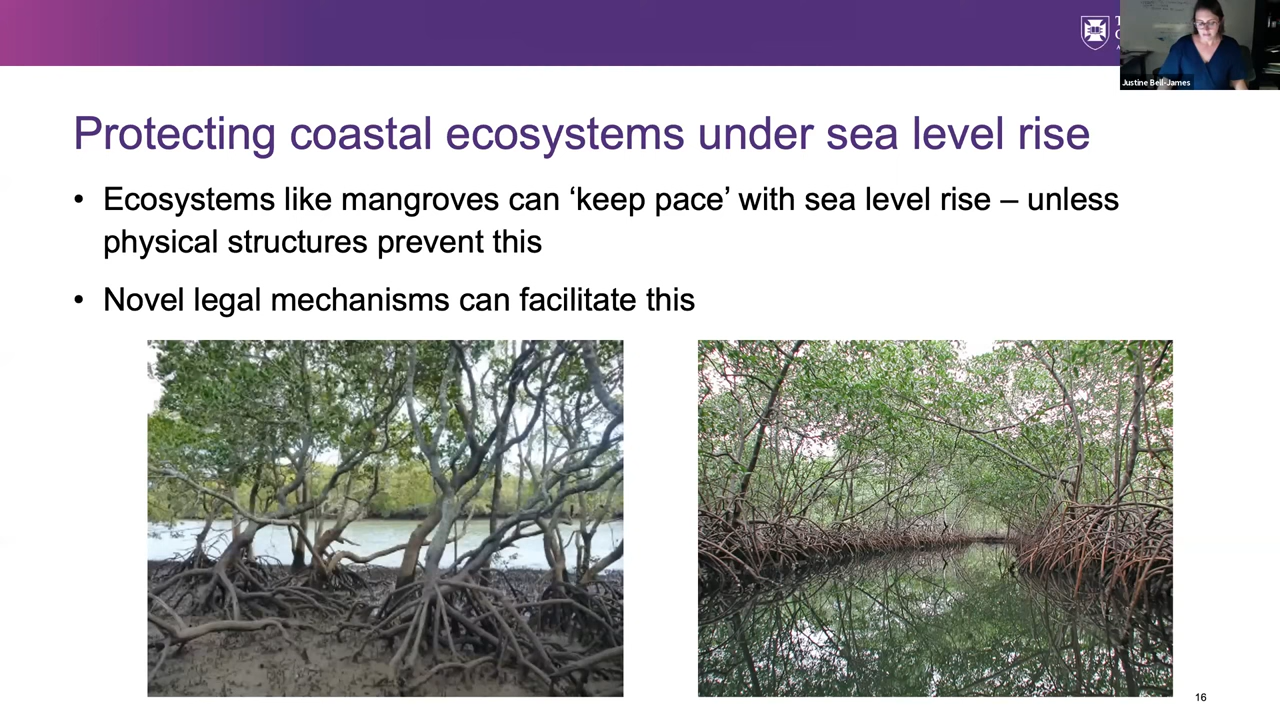 Justine Bell-James
Protecting coastal ecosystems under sea level rise
• Ecosystems like mangroves can ‘keep pace’ with sea level rise – unless
physical structures prevent this
• Novel legal mechanisms can facilitate this
16